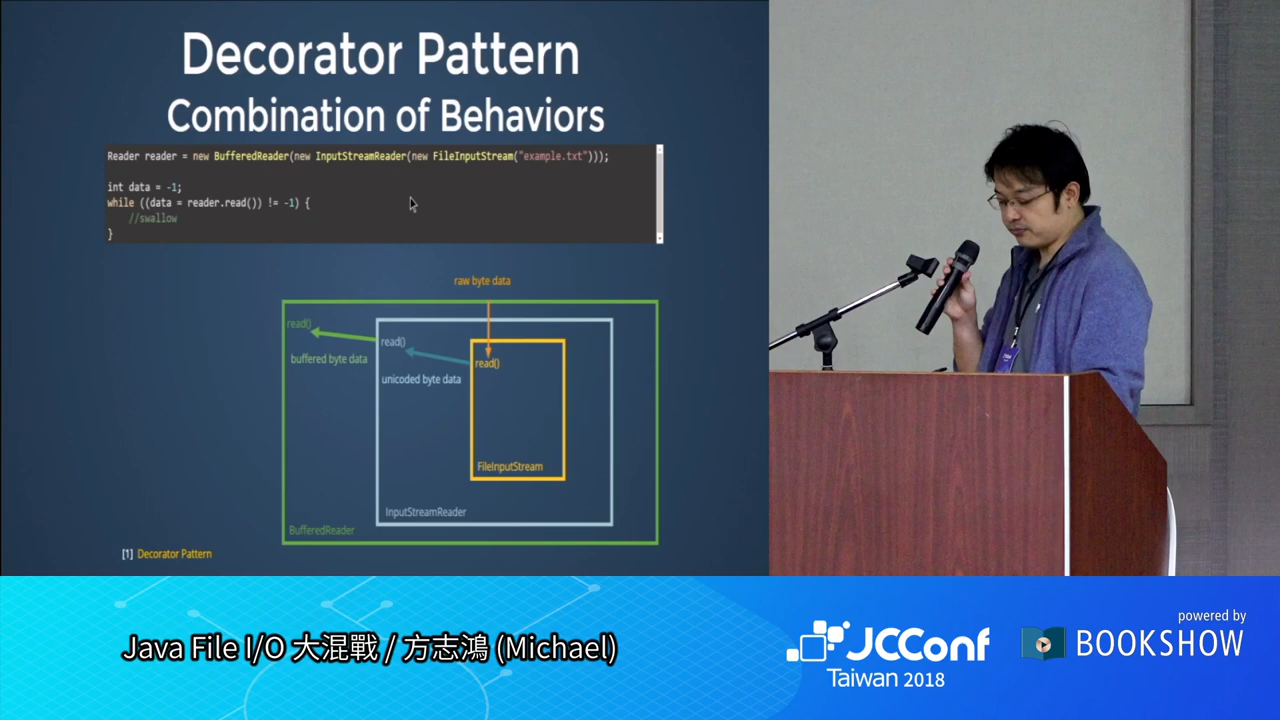 Decorator Pattern
Combination of Behaviors
Reader reader = new BufferedReader(new InputStreamReader(new FileInputStream("example.txt")));
int data = -1;
while ((data = reader.read()) != -1) {
//swallow
}
raw byte data
read()
buffered byte data
read()
unicoded byte data
read()
FileInputStream
InputStreamReader
BufferedReader
[1] Decorator Pattern
Java File I/O 大混戰 / 方志鴻 (Michael)
JCConf
Taiwan 2018
powered by
BOOKSHOW